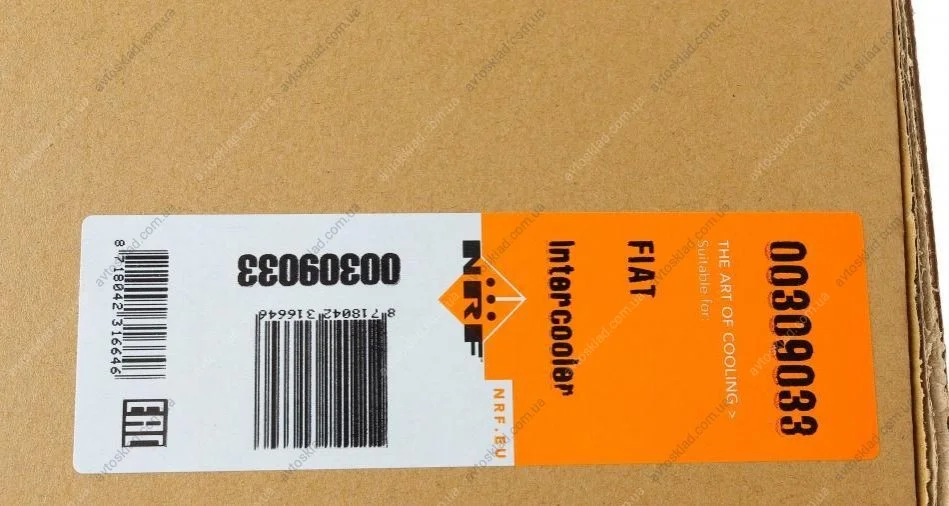 00309033
THE ART OF COOLING >
Suitable for:
FIAT
Intercooler
NRF
NRF.EU
00309033
8 718042 316646
8 718042 316646
EAC
avtosklad.com.ua